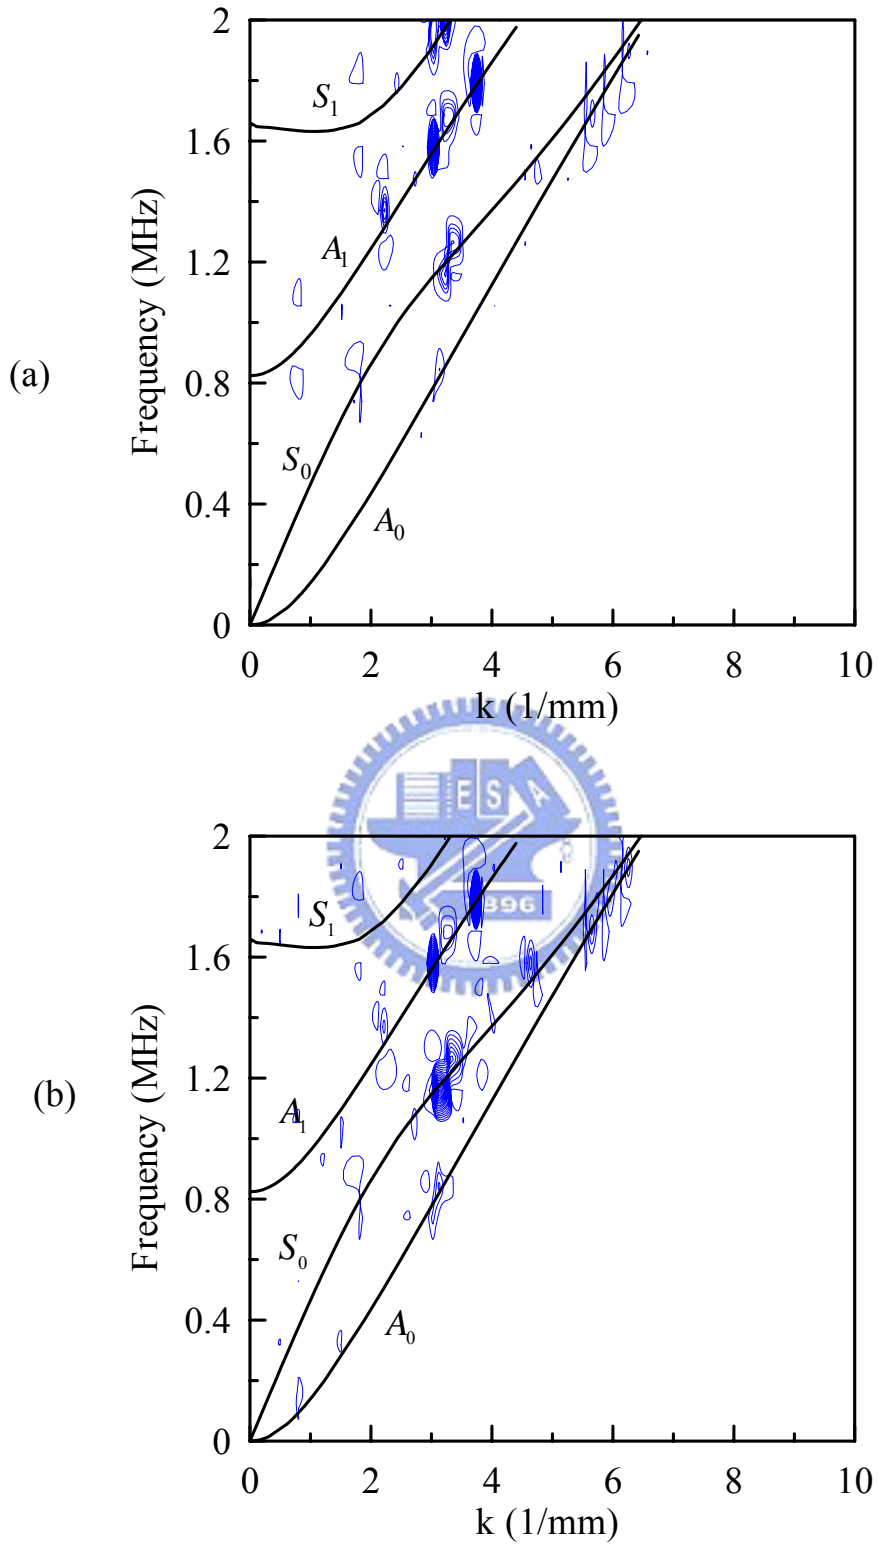 2
S₁
1.6
A₁
1.2
Frequency (MHz)
(a)
0.8
S₀
0.4
A₀
0
0 2 4 6 8 10
k (1/mm)
E S A
1896
2
S₁
1.6
1.2
A₁
Frequency (MHz)
(b)
0.8
S₀
0.4
A₀
0
0 2 4 6 8 10
k (1/mm)